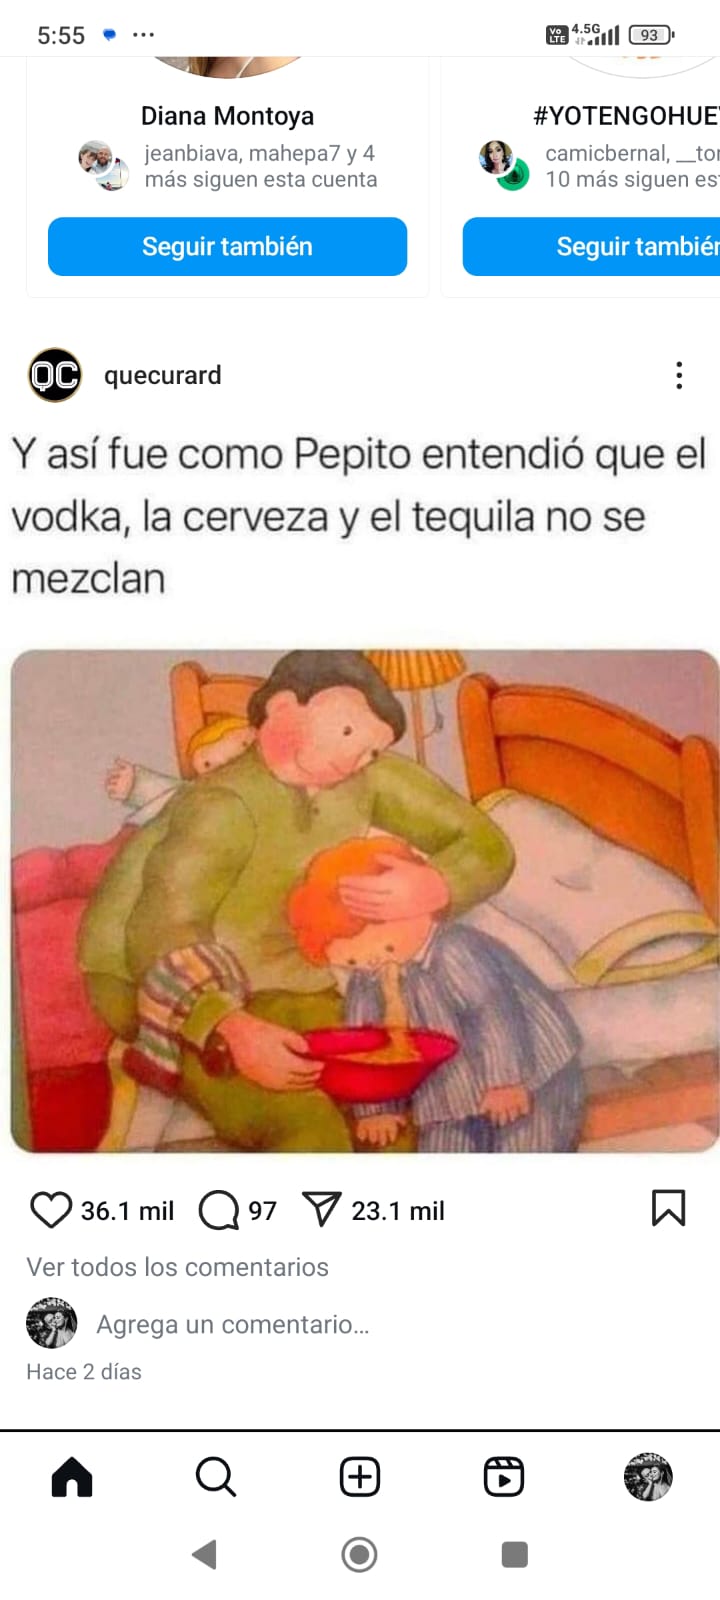 5:55
Vo LTE 4.5G 93
Diana Montoya
jeanbiava, mahepa7 y 4
más siguen esta cuenta
Seguir también
#YOTENGOHUE
camicbernal, __to
10 más siguen es
Seguir también
QC quecurard
Y así fue como Pepito entendió que el
vodka, la cerveza y el tequila no se
mezclan
36.1 mil 97 23.1 mil
Ver todos los comentarios
Agrega un comentario...
Hace 2 días